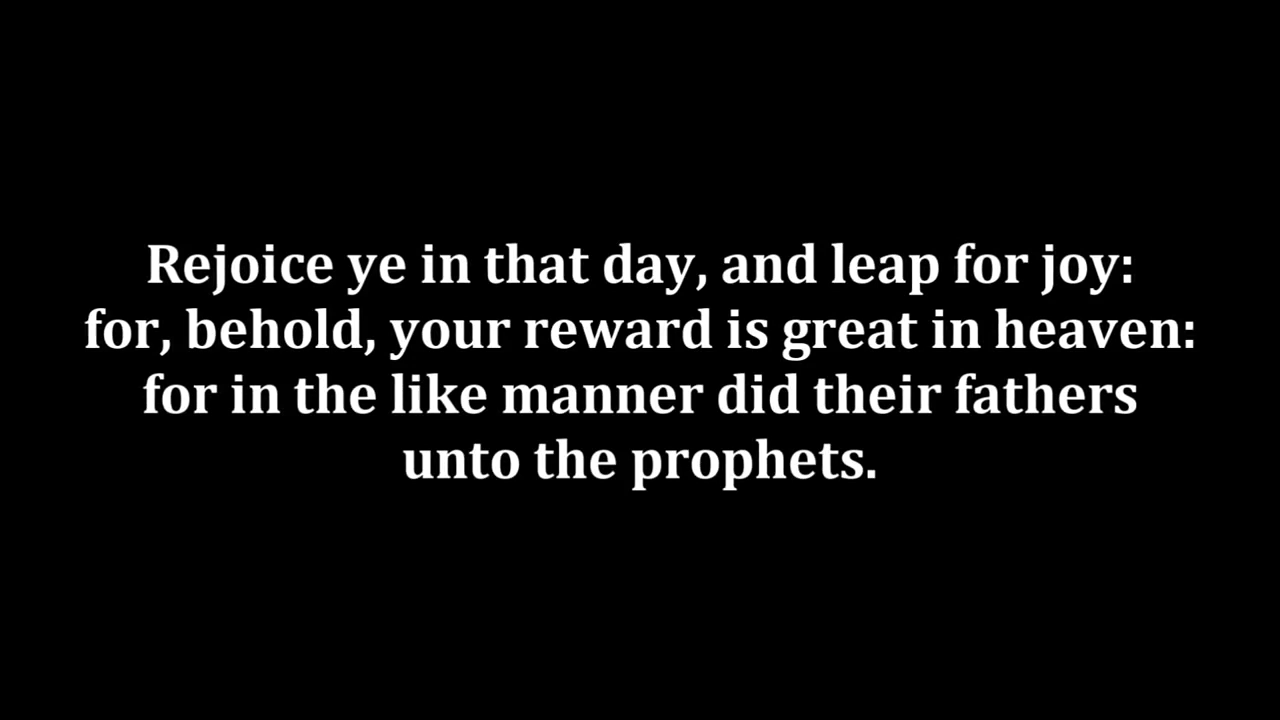 Rejoice ye in that day, and leap for joy:
for, behold, your reward is great in heaven:
for in the like manner did their fathers
unto the prophets.